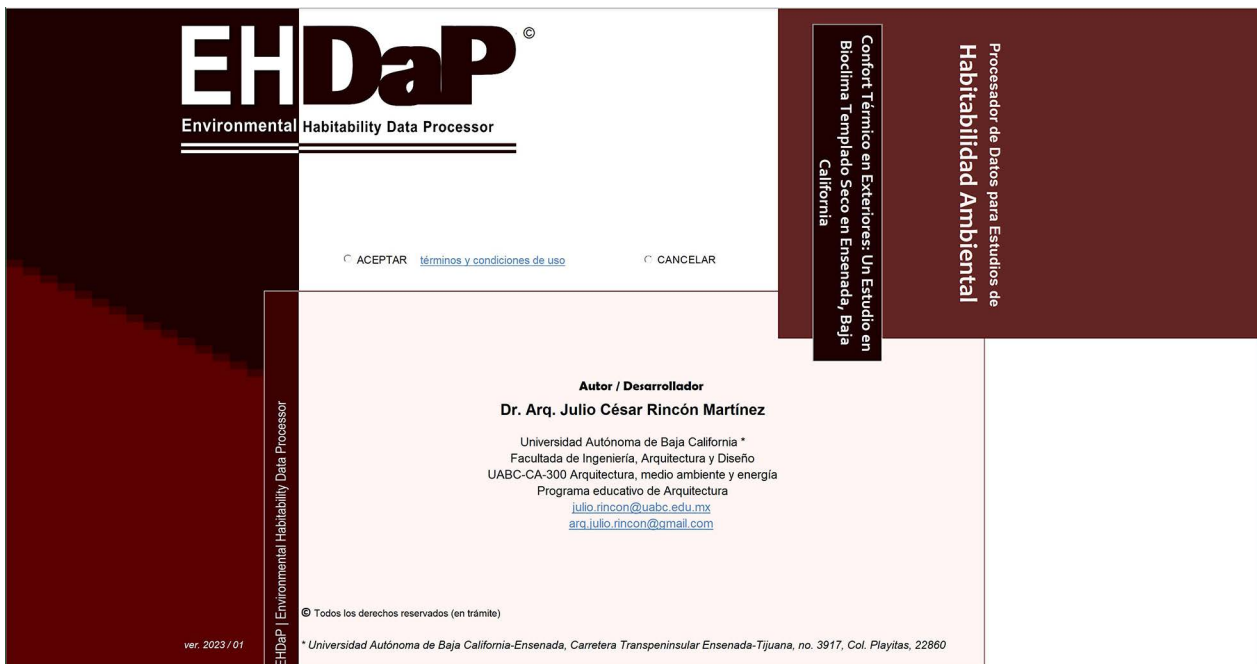 EHDaP©
Environmental Habitability Data Processor
Procesador de Datos para Estudios de
Habitabilidad Ambiental
Confort Térmico en Exteriores: Un Estudio en
Bioclima Templado Seco en Ensenada, Baja
California
ACEPTAR términos y condiciones de uso CANCELAR
Autor / Desarrollador
Dr. Arq. Julio César Rincón Martínez
Universidad Autónoma de Baja California *
Facultada de Ingeniería, Arquitectura y Diseño
UABC-CA-300 Arquitectura, medio ambiente y energía
Programa educativo de Arquitectura
julio.rincon@uabc.edu.mx
arq.julio.rincon@gmail.com
EHDaP | Environmental Habitability Data Processor
© Todos los derechos reservados (en trámite)
ver. 2023 / 01
* Universidad Autónoma de Baja California-Ensenada, Carretera Transpeninsular Ensenada-Tijuana, no. 3917, Col. Playitas, 22860